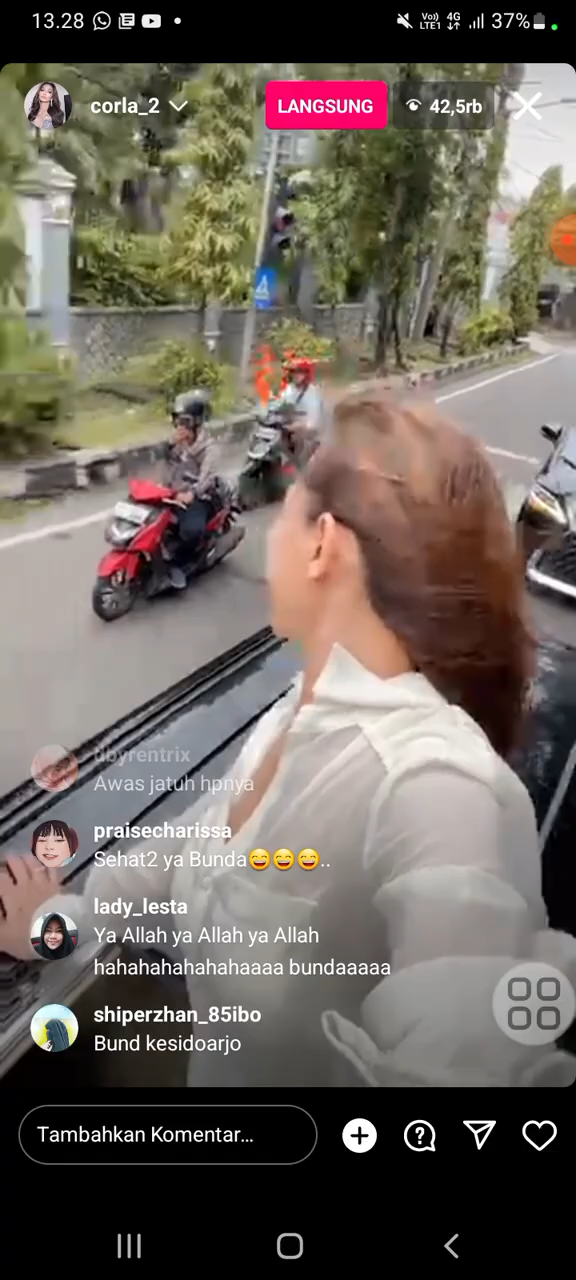 13.28
Vo)) 4G
LTE1
37%
corla_2
LANGSUNG
42,5rb
ubyrentrix
Awas jatuh hpnya
praisecharissa
Sehat2 ya Bunda😄😄😄..
lady_lesta
Ya Allah ya Allah ya Allah
hahahahahahahaaaa bundaaaaa
shiperzhan_85ibo
Bund kesidoarjo
Tambahkan Komentar...